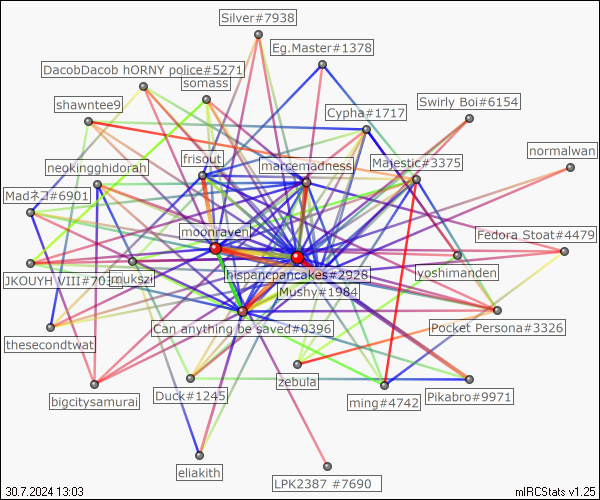 Silver#7938
Eg.Master#1378
DacobDacob hORNY police#5271
somass
shawntee9
Cypha#1717
Swirly Boi#6154
normalwan
frisout
marcemadness
Majestic#3375
neokingghidorah
Madネコ#6901
moonraven
Fedora Stoat#4479
JKOUYH VIII#703
mukszi
hispancpancakes#2928
yoshimanden
Mushy#1984
Can anything be saved#0396
Pocket Persona#3326
thesecondtwat
zebula
bigcitysamurai
Duck#1245
ming#4742
Pikabro#9971
eliakith
LPK2387 #7690
30.7.2024 13:03
mIRCStats v1.25